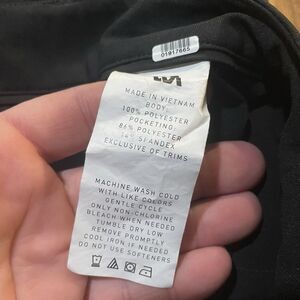 01917665
MADE IN VIETNAM
BODY:
100% POLYESTER
POCKETING:
86% POLYESTER
14% SPANDEX
EXCLUSIVE OF TRIMS
MACHINE WASH COLD
WITH LIKE COLORS
GENTLE CYCLE
ONLY NON-CHLORINE
BLEACH WHEN NEEDED
TUMBLE DRY LOW
REMOVE PROMPTLY
COOL IRON IF NEEDED
DO NOT USE SOFTENERS